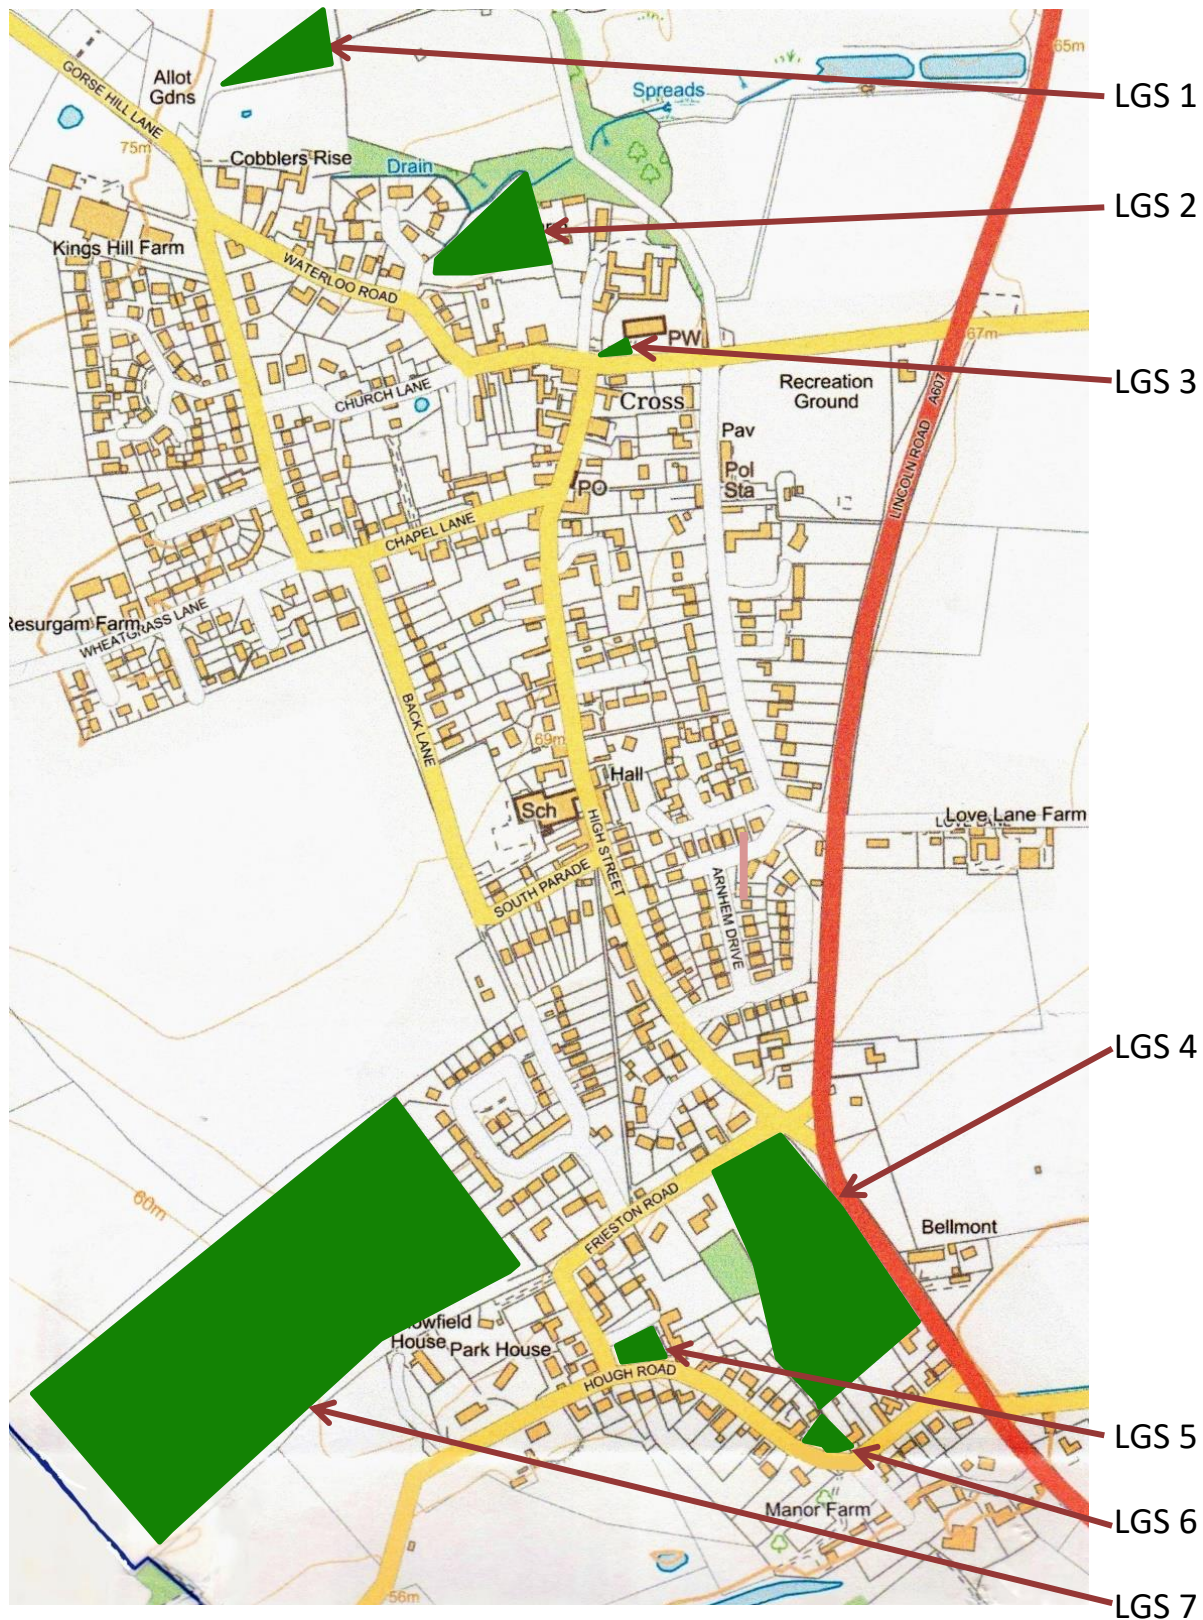 65m
GORSE HILL LANE
Allot
Gdns
Spreads
LGS 1
75m
Cobblers Rise
Drain
LGS 2
Kings Hill Farm
WATERLOO ROAD
PW
67m
LGS 3
CHURCH LANE
Recreation
Ground
Cross
A607
Pav
LINCOLN ROAD
Pol
Sta
PO
CHAPEL LANE
Resurgam Farm
WHEATGRASS LANE
BACK LANE
69m
Hall
Sch
HIGH STREET
Love Lane Farm
LOVE LANE
SOUTH PARADE
ARNHEM DRIVE
LGS 4
60m
FRIESTON ROAD
Bellmont
House
Park House
HOUGH ROAD
LGS 5
Manor Farm
LGS 6
56m
LGS 7